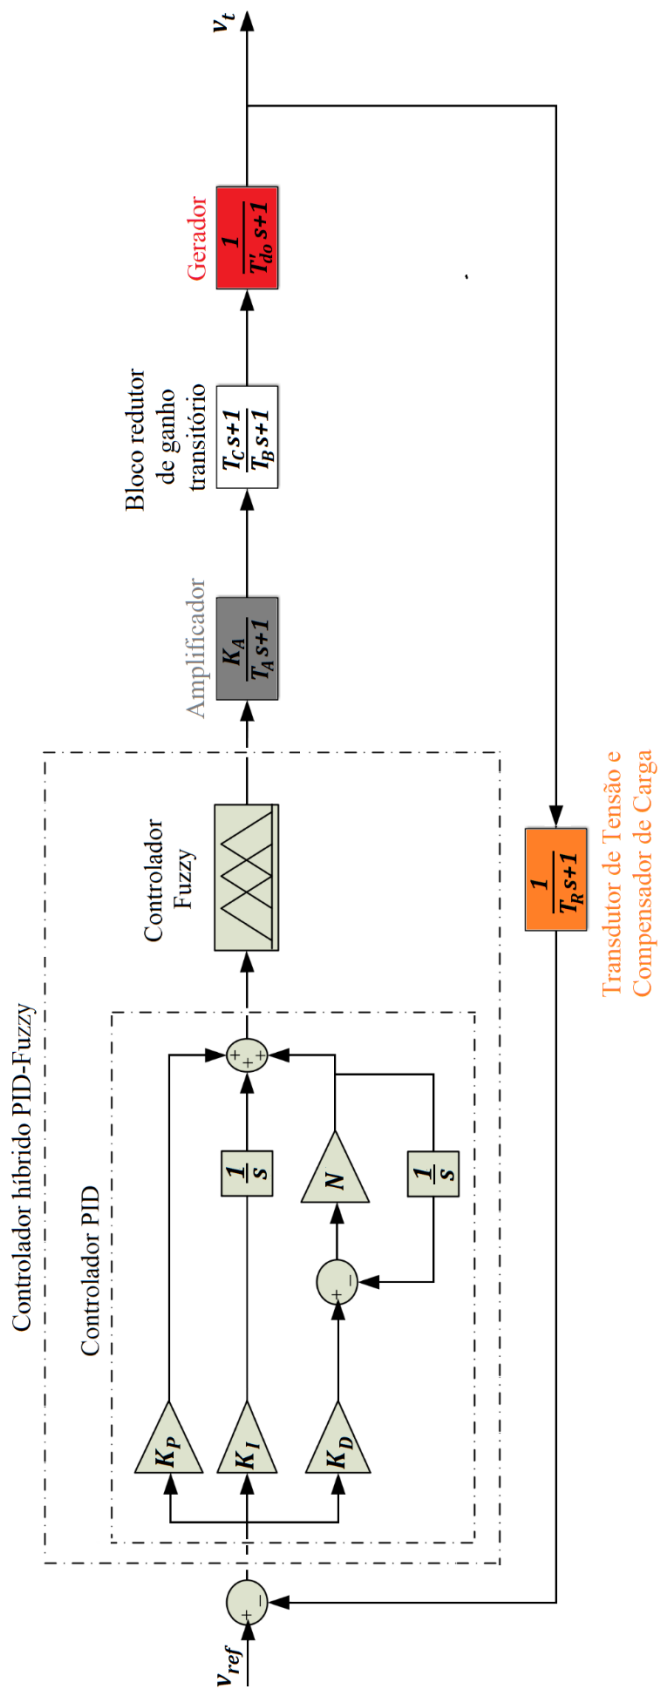 Controlador híbrido PID-Fuzzy
Controlador PID
v_ref
+
−
K_P
K_I
K_D
1
s
+
−
N
1
s
+
+
+
Controlador
Fuzzy
Amplificador
K_A
T_A s+1
Bloco redutor
de ganho
transitório
T_C s+1
T_B s+1
Gerador
1
T'_do s+1
v_t
1
T_R s+1
Transdutor de Tensão e
Compensador de Carga